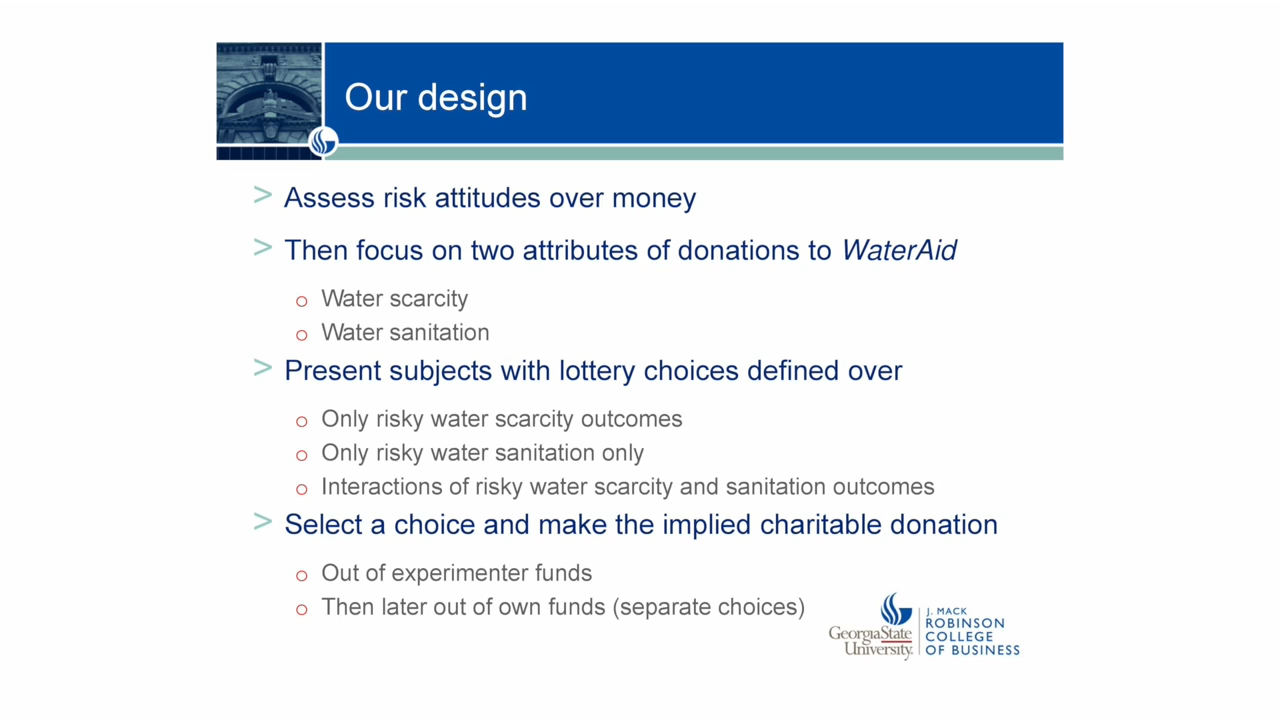 Our design
> Assess risk attitudes over money
> Then focus on two attributes of donations to WaterAid
o Water scarcity
o Water sanitation
> Present subjects with lottery choices defined over
o Only risky water scarcity outcomes
o Only risky water sanitation only
o Interactions of risky water scarcity and sanitation outcomes
> Select a choice and make the implied charitable donation
o Out of experimenter funds
o Then later out of own funds (separate choices)
GeorgiaState
University.
J. MACK
ROBINSON
COLLEGE
OF BUSINESS